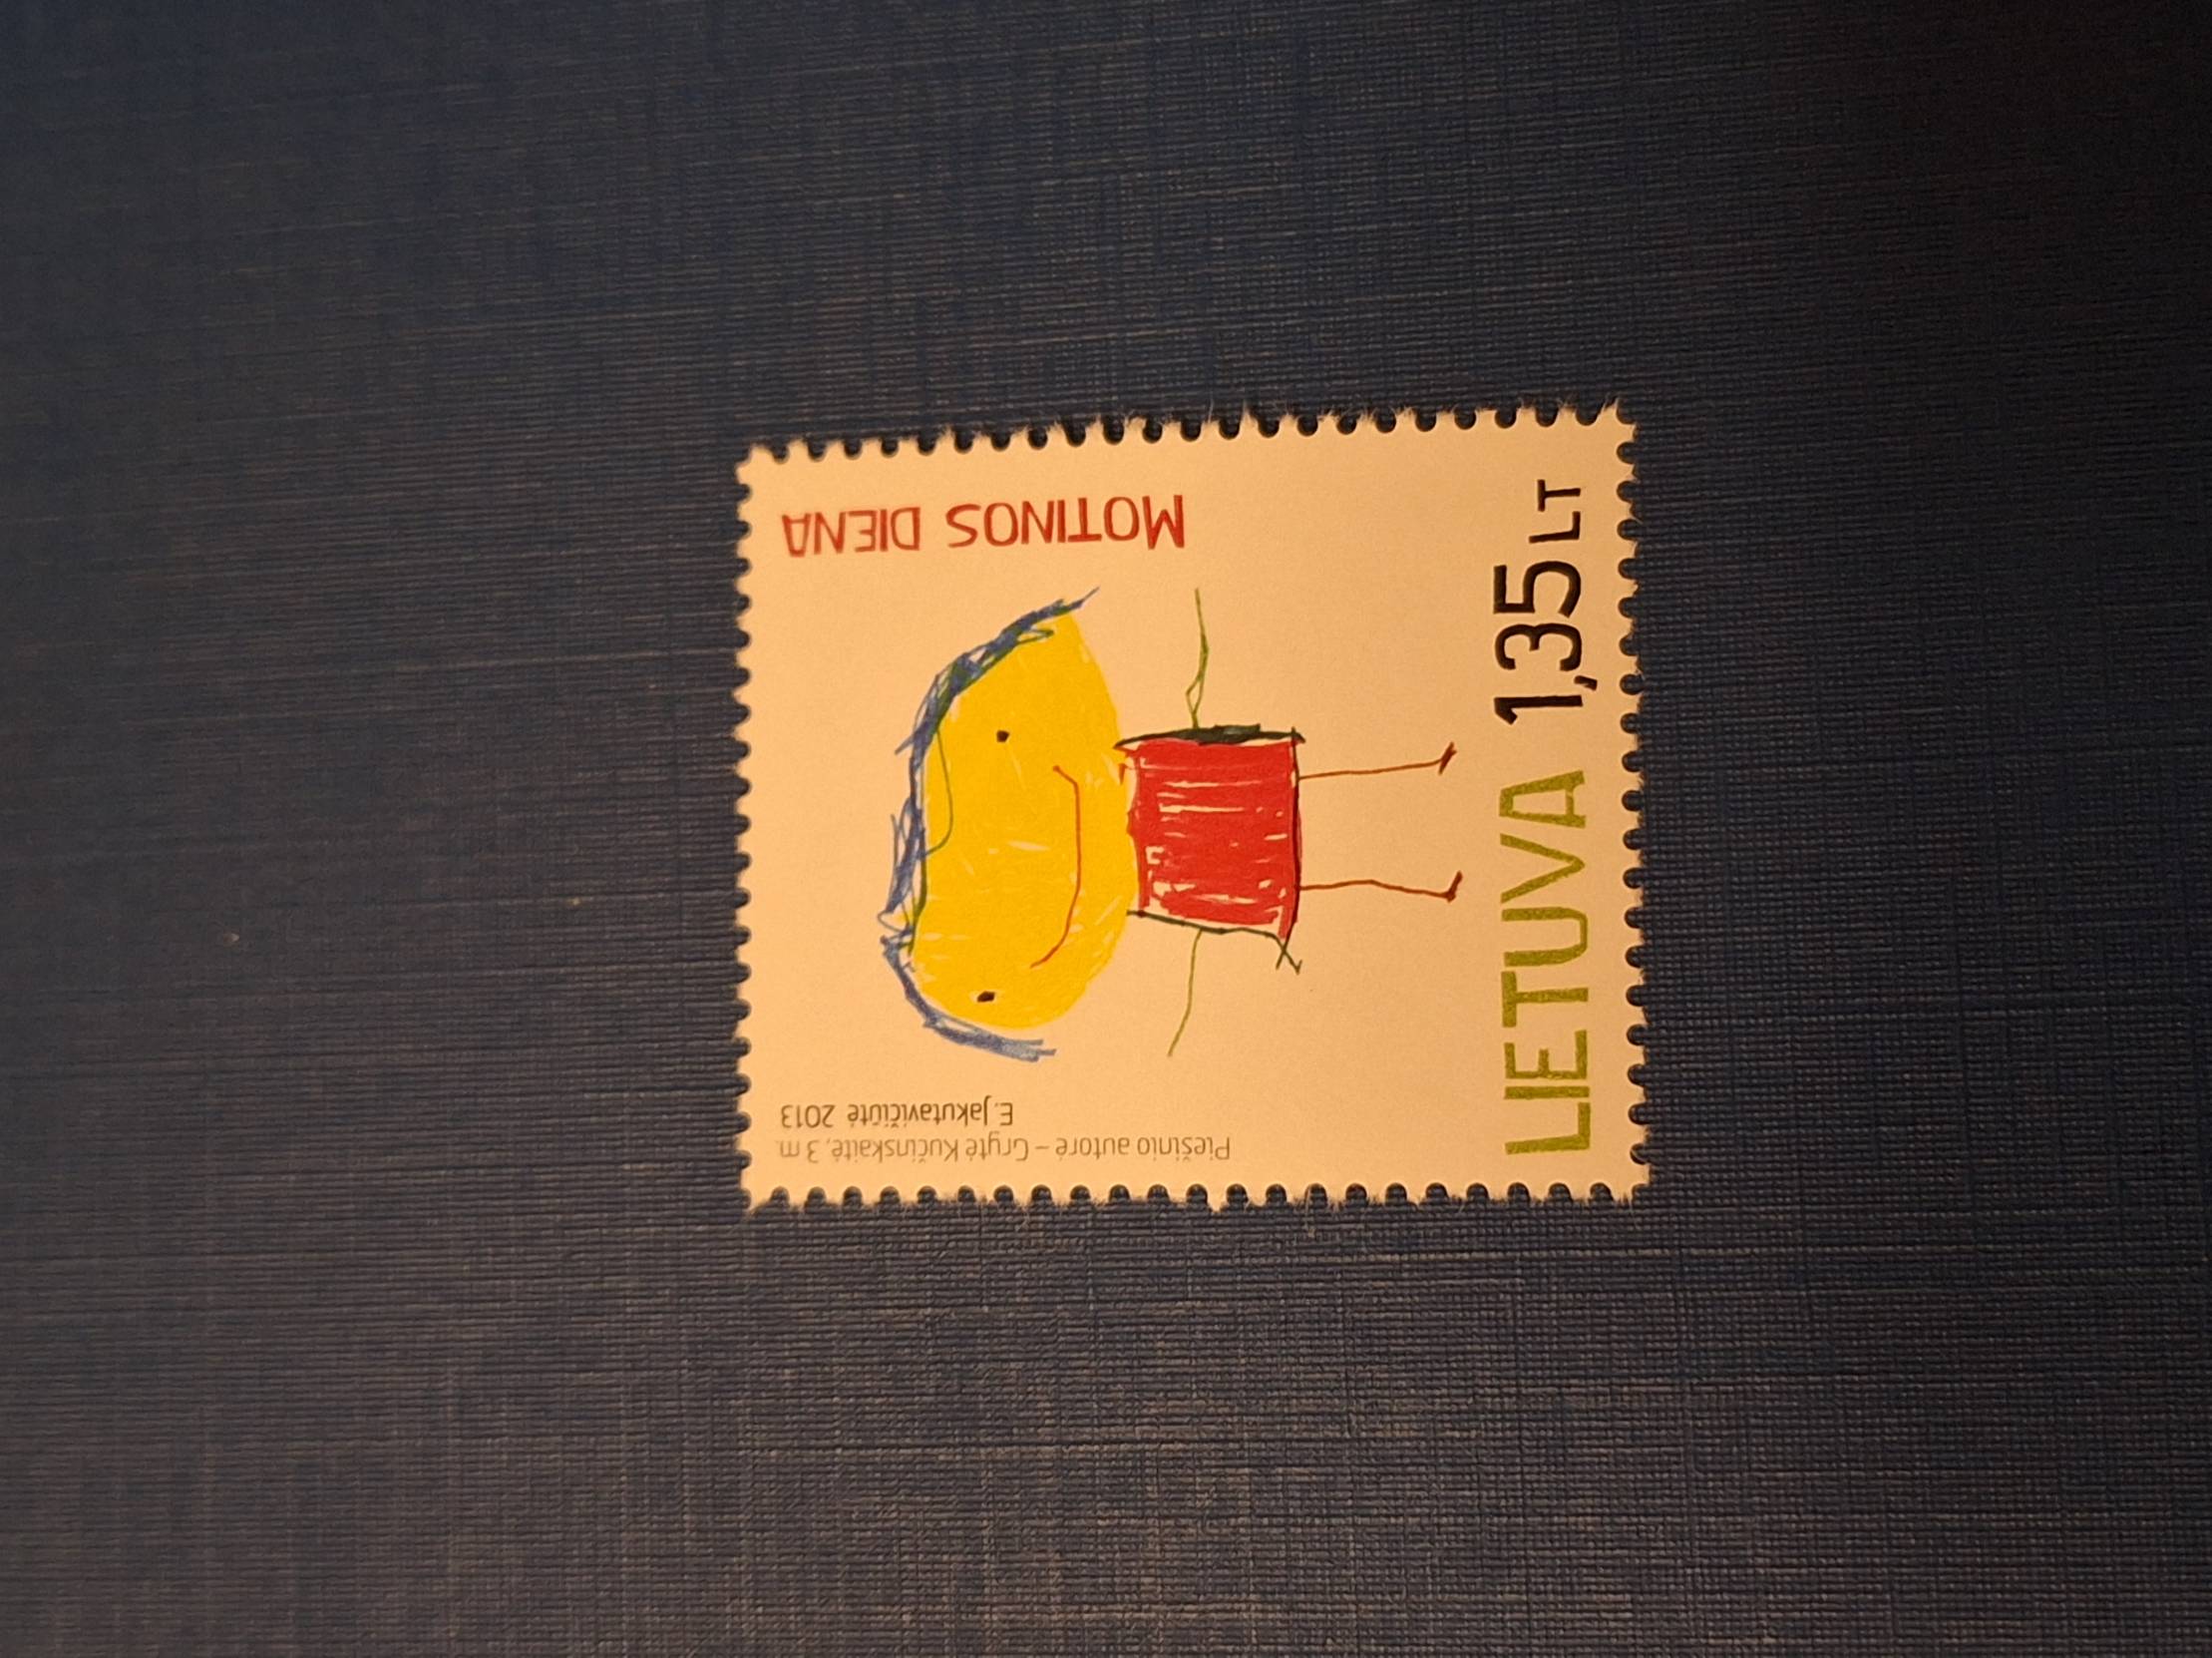 MOTINOS DIENA
Piešinio autorė – Grytė Kučinskaitė, 3 m.
E. Jakutavičiūtė 2013
LIETUVA 1,35 LT